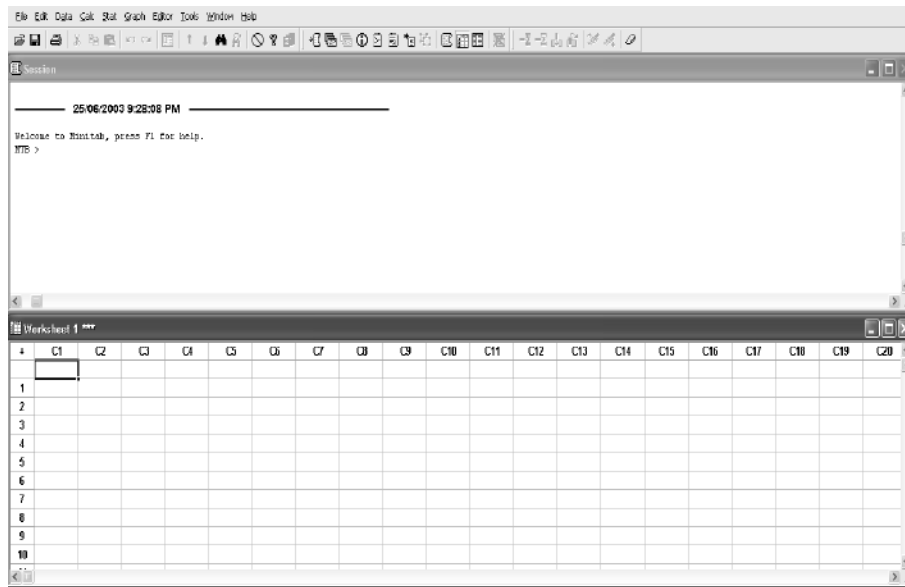 File Edit Data Calc Stat Graph Editor Tools Window Help
Session
25/06/2003 9:28:08 PM
Welcome to Minitab, press F1 for help.
MTB >
Worksheet 1 ***
C1 C2 C3 C4 C5 C6 C7 C8 C9 C10 C11 C12 C13 C14 C15 C16 C17 C18 C19 C20
1
2
3
4
5
6
7
8
9
10